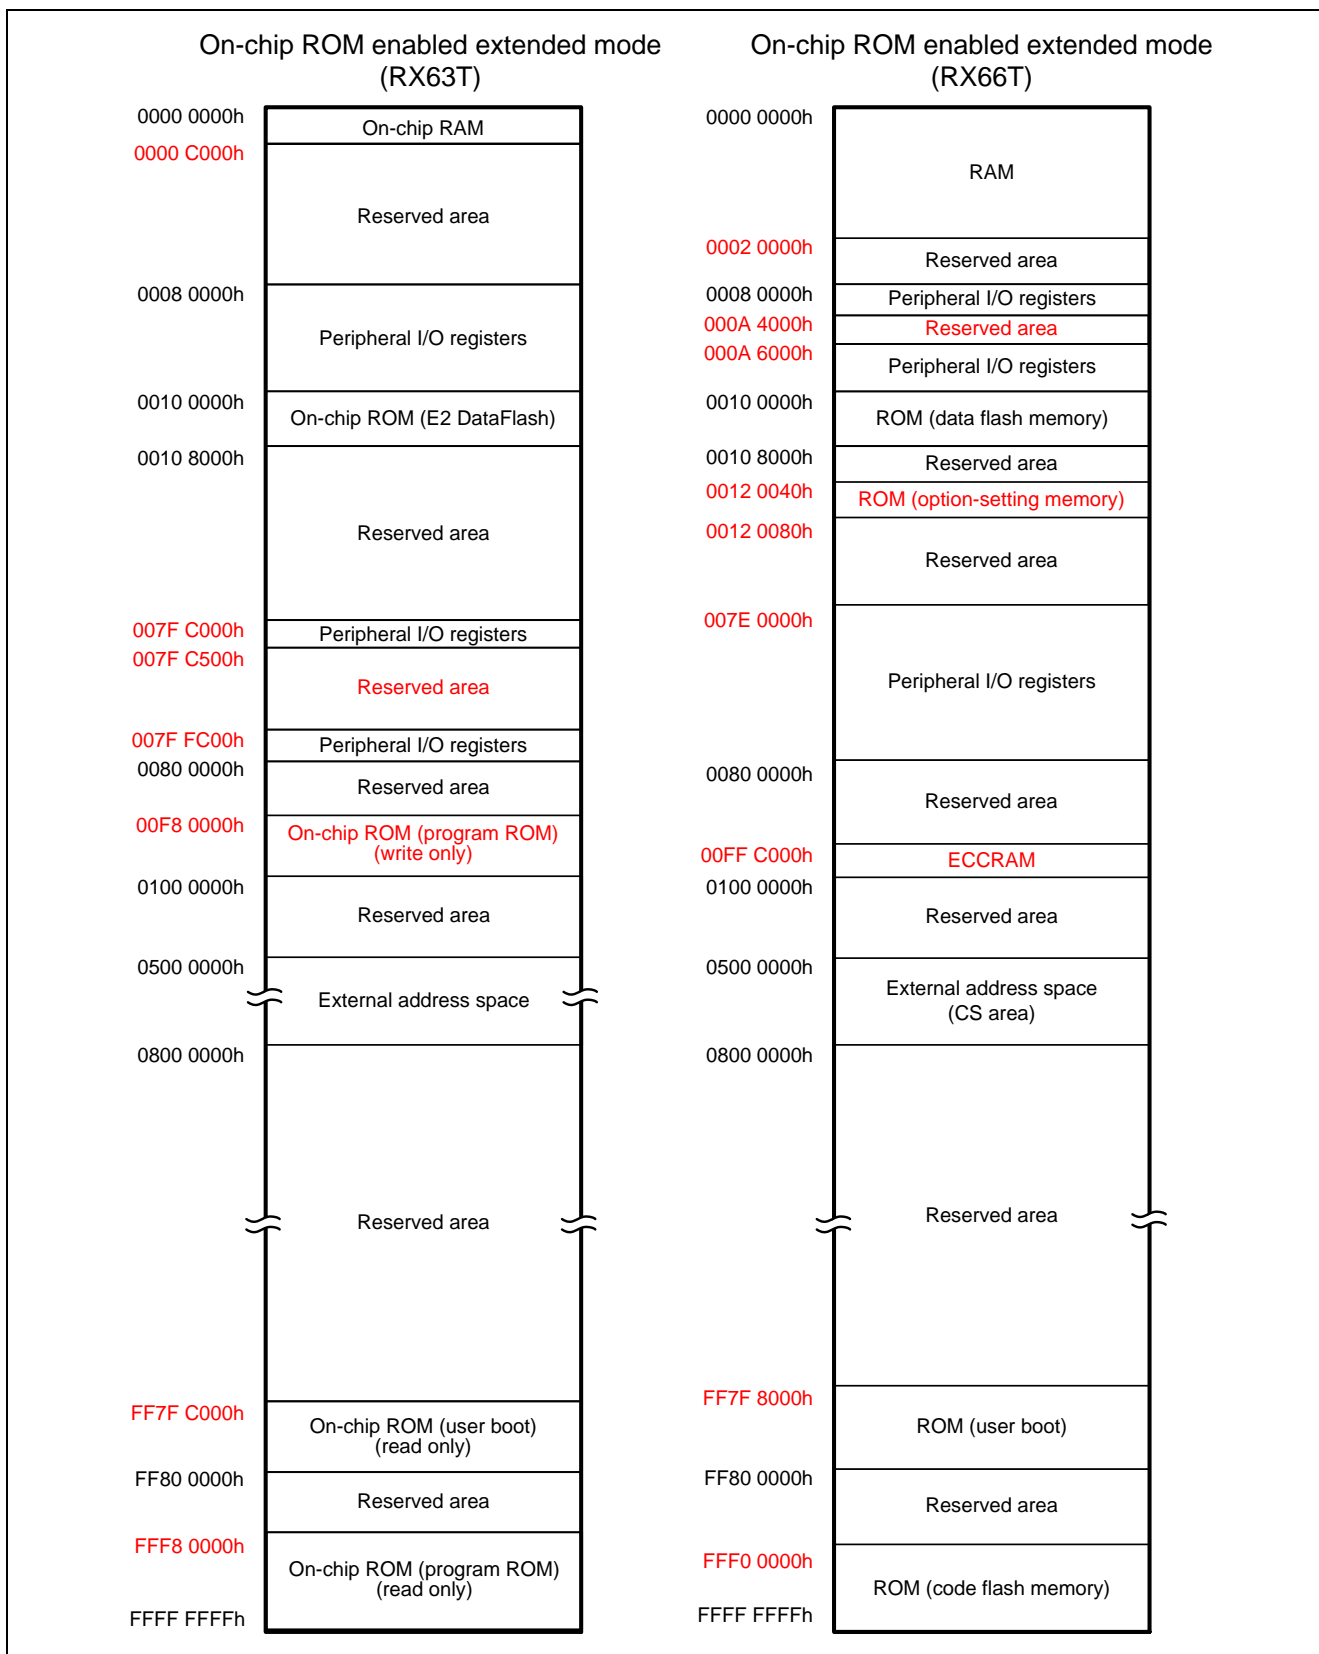 On-chip ROM enabled extended mode
(RX63T)
0000 0000h
On-chip RAM
0000 C000h
Reserved area
0008 0000h
Peripheral I/O registers
0010 0000h
On-chip ROM (E2 DataFlash)
0010 8000h
Reserved area
007F C000h
Peripheral I/O registers
007F C500h
Reserved area
007F FC00h
Peripheral I/O registers
0080 0000h
Reserved area
00F8 0000h
On-chip ROM (program ROM)
(write only)
0100 0000h
Reserved area
0500 0000h
External address space
0800 0000h
Reserved area
FF7F C000h
On-chip ROM (user boot)
(read only)
FF80 0000h
Reserved area
FFF8 0000h
On-chip ROM (program ROM)
(read only)
FFFF FFFFh
On-chip ROM enabled extended mode
(RX66T)
0000 0000h
RAM
0002 0000h
Reserved area
0008 0000h
Peripheral I/O registers
000A 4000h
Reserved area
000A 6000h
Peripheral I/O registers
0010 0000h
ROM (data flash memory)
0010 8000h
Reserved area
0012 0040h
ROM (option-setting memory)
0012 0080h
Reserved area
007E 0000h
Peripheral I/O registers
0080 0000h
Reserved area
00FF C000h
ECCRAM
0100 0000h
Reserved area
0500 0000h
External address space
(CS area)
0800 0000h
Reserved area
FF7F 8000h
ROM (user boot)
FF80 0000h
Reserved area
FFF0 0000h
ROM (code flash memory)
FFFF FFFFh